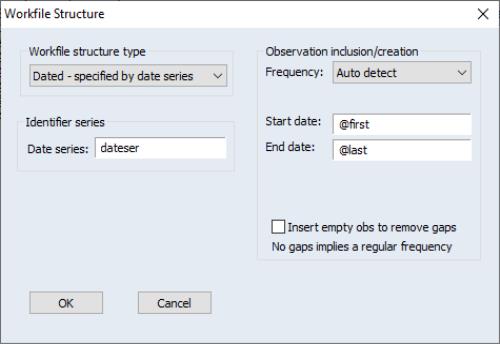 Workfile Structure
Workfile structure type
Dated - specified by date series
Identifier series
Date series: dateser
Observation inclusion/creation
Frequency: Auto detect
Start date: @first
End date: @last
Insert empty obs to remove gaps
No gaps implies a regular frequency
OK
Cancel